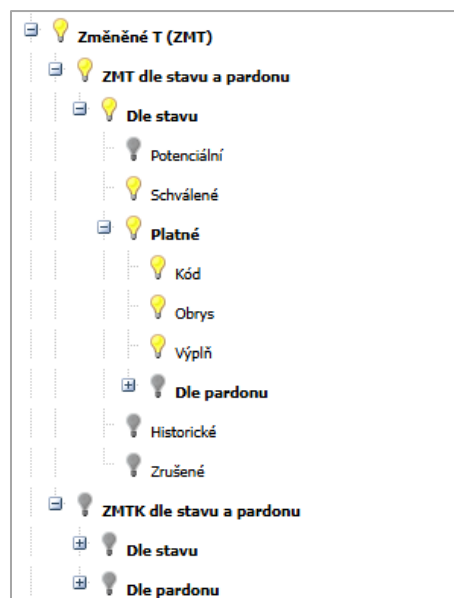 Změněné T (ZMT)
ZMT dle stavu a pardonu
Dle stavu
Potenciální
Schválené
Platné
Kód
Obrys
Výplň
Dle pardonu
Historické
Zrušené
ZMTK dle stavu a pardonu
Dle stavu
Dle pardonu